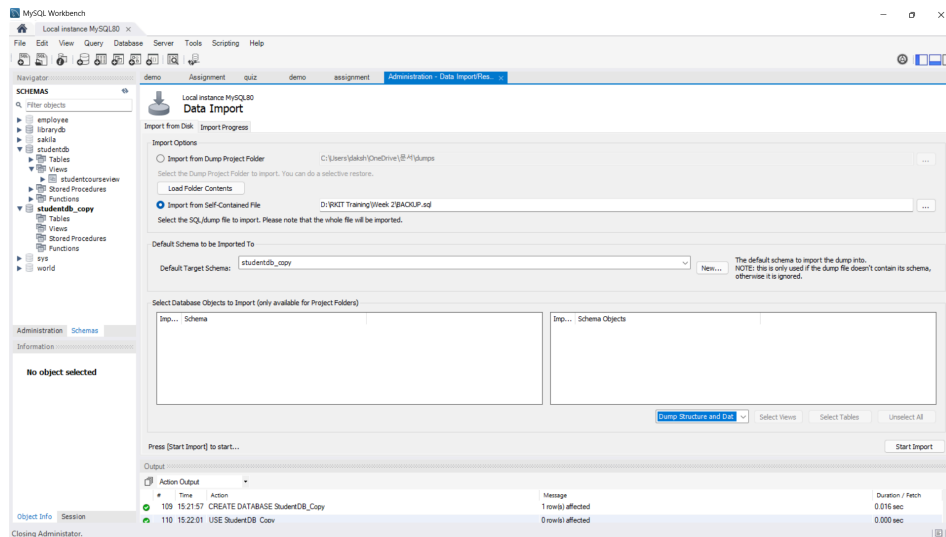 MySQL Workbench
Local instance MySQL80 ×
File Edit View Query Database Server Tools Scripting Help
Navigator
demo Assignment quiz demo assignment Administration - Data Import/Res... ×
SCHEMAS
Filter objects
employee
librarydb
sakila
studentdb
Tables
Views
studentcourseview
Stored Procedures
Functions
studentdb_copy
Tables
Views
Stored Procedures
Functions
sys
world
Administration Schemas
Information
No object selected
Object Info Session
Local instance MySQL80
Data Import
Import from Disk Import Progress
Import Options
Import from Dump Project Folder C:\Users\daksh\OneDrive\문서\dumps ...
Select the Dump Project Folder to import. You can do a selective restore.
Load Folder Contents
Import from Self-Contained File D:\RKIT Training\Week 2\BACKUP.sql ...
Select the SQL/dump file to import. Please note that the whole file will be imported.
Default Schema to be Imported To
Default Target Schema: studentdb_copy New...
The default schema to import the dump into.
NOTE: this is only used if the dump file doesn't contain its schema,
otherwise it is ignored.
Select Database Objects to Import (only available for Project Folders)
Imp... Schema Imp... Schema Objects
Dump Structure and Dat Select Views Select Tables Unselect All
Press [Start Import] to start... Start Import
Output
Action Output
# Time Action Message Duration / Fetch
109 15:21:57 CREATE DATABASE StudentDB_Copy 1 row(s) affected 0.016 sec
110 15:22:01 USE StudentDB_Copy 0 row(s) affected 0.000 sec
Closing Administator.